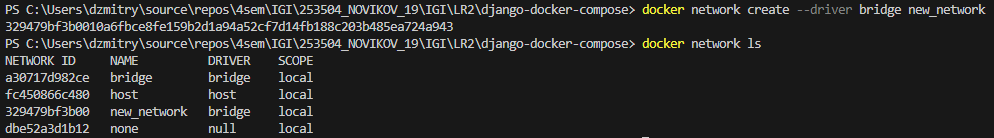 PS C:\Users\dzmitry\source\repos\4sem\IGI\253504_NOVIKOV_19\IGI\LR2\django-docker-compose> docker network create --driver bridge new_network
329479bf3b0010a6fbce8fe159b2d1a94a52cf7d14fb188c203b485ea724a943
PS C:\Users\dzmitry\source\repos\4sem\IGI\253504_NOVIKOV_19\IGI\LR2\django-docker-compose> docker network ls
NETWORK ID     NAME          DRIVER    SCOPE
a30717d982ce   bridge        bridge    local
fc450866c480   host          host      local
329479bf3b00   new_network   bridge    local
dbe52a3d1b12   none          null      local